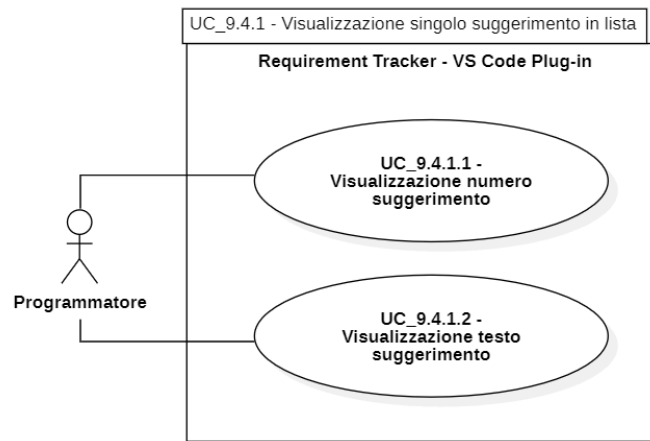 UC_9.4.1 - Visualizzazione singolo suggerimento in lista
Requirement Tracker - VS Code Plug-in
UC_9.4.1.1 -
Visualizzazione numero
suggerimento
Programmatore
UC_9.4.1.2 -
Visualizzazione testo
suggerimento